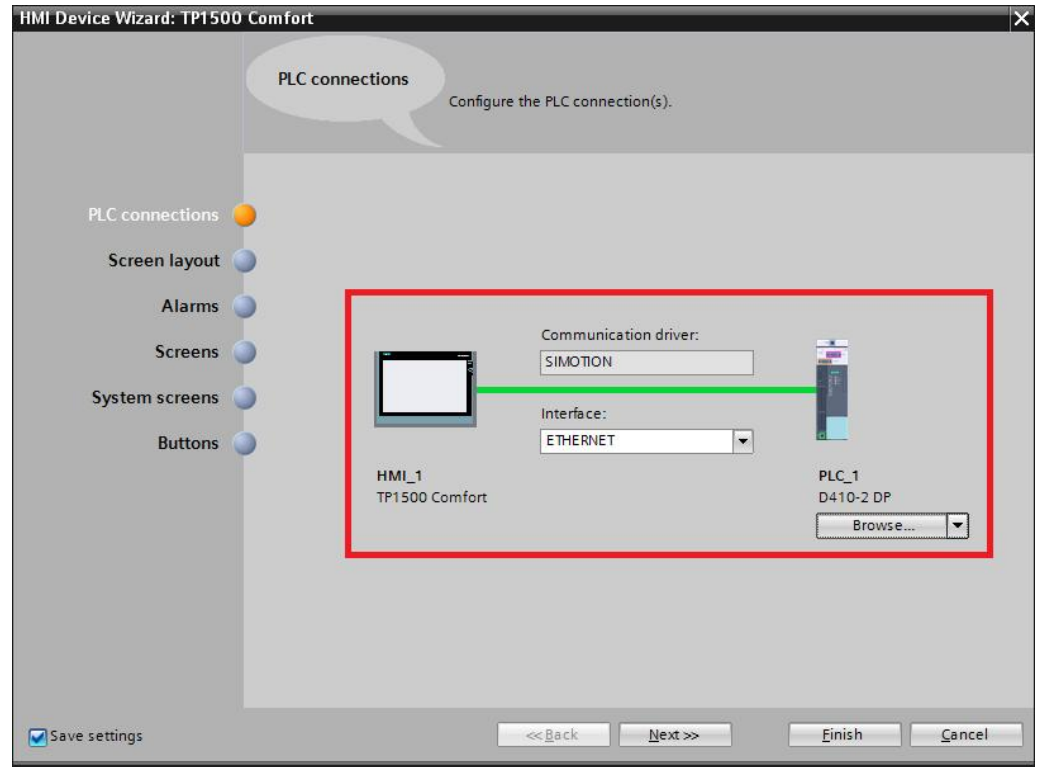 HMI Device Wizard: TP1500 Comfort
PLC connections
Configure the PLC connection(s).
PLC connections
Screen layout
Alarms
Screens
System screens
Buttons
Communication driver:
SIMOTION
Interface:
ETHERNET
HMI_1
TP1500 Comfort
PLC_1
D410-2 DP
Browse...
Save settings
<<Back
Next >>
Finish
Cancel